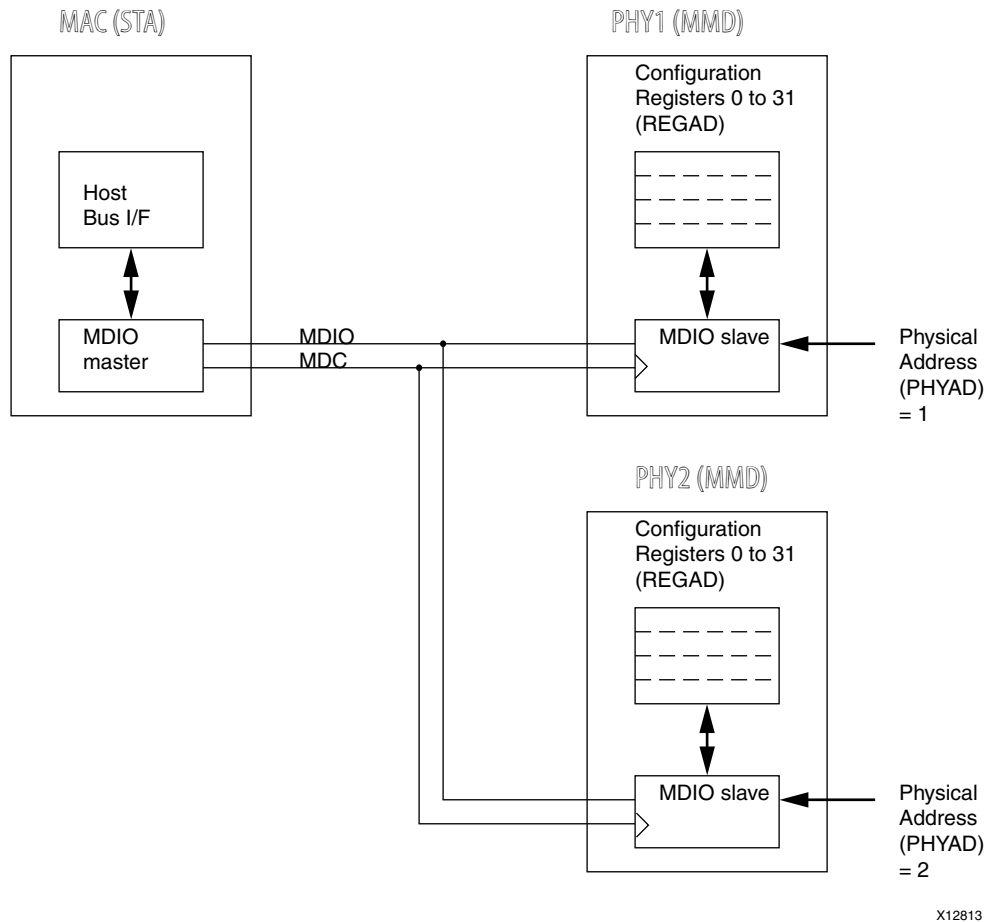 MAC (STA)
PHY1 (MMD)
Configuration
Registers 0 to 31
(REGAD)
Host
Bus I/F
MDIO
master
MDIO
MDC
MDIO slave
Physical
Address
(PHYAD)
= 1
PHY2 (MMD)
Configuration
Registers 0 to 31
(REGAD)
MDIO slave
Physical
Address
(PHYAD)
= 2
X12813